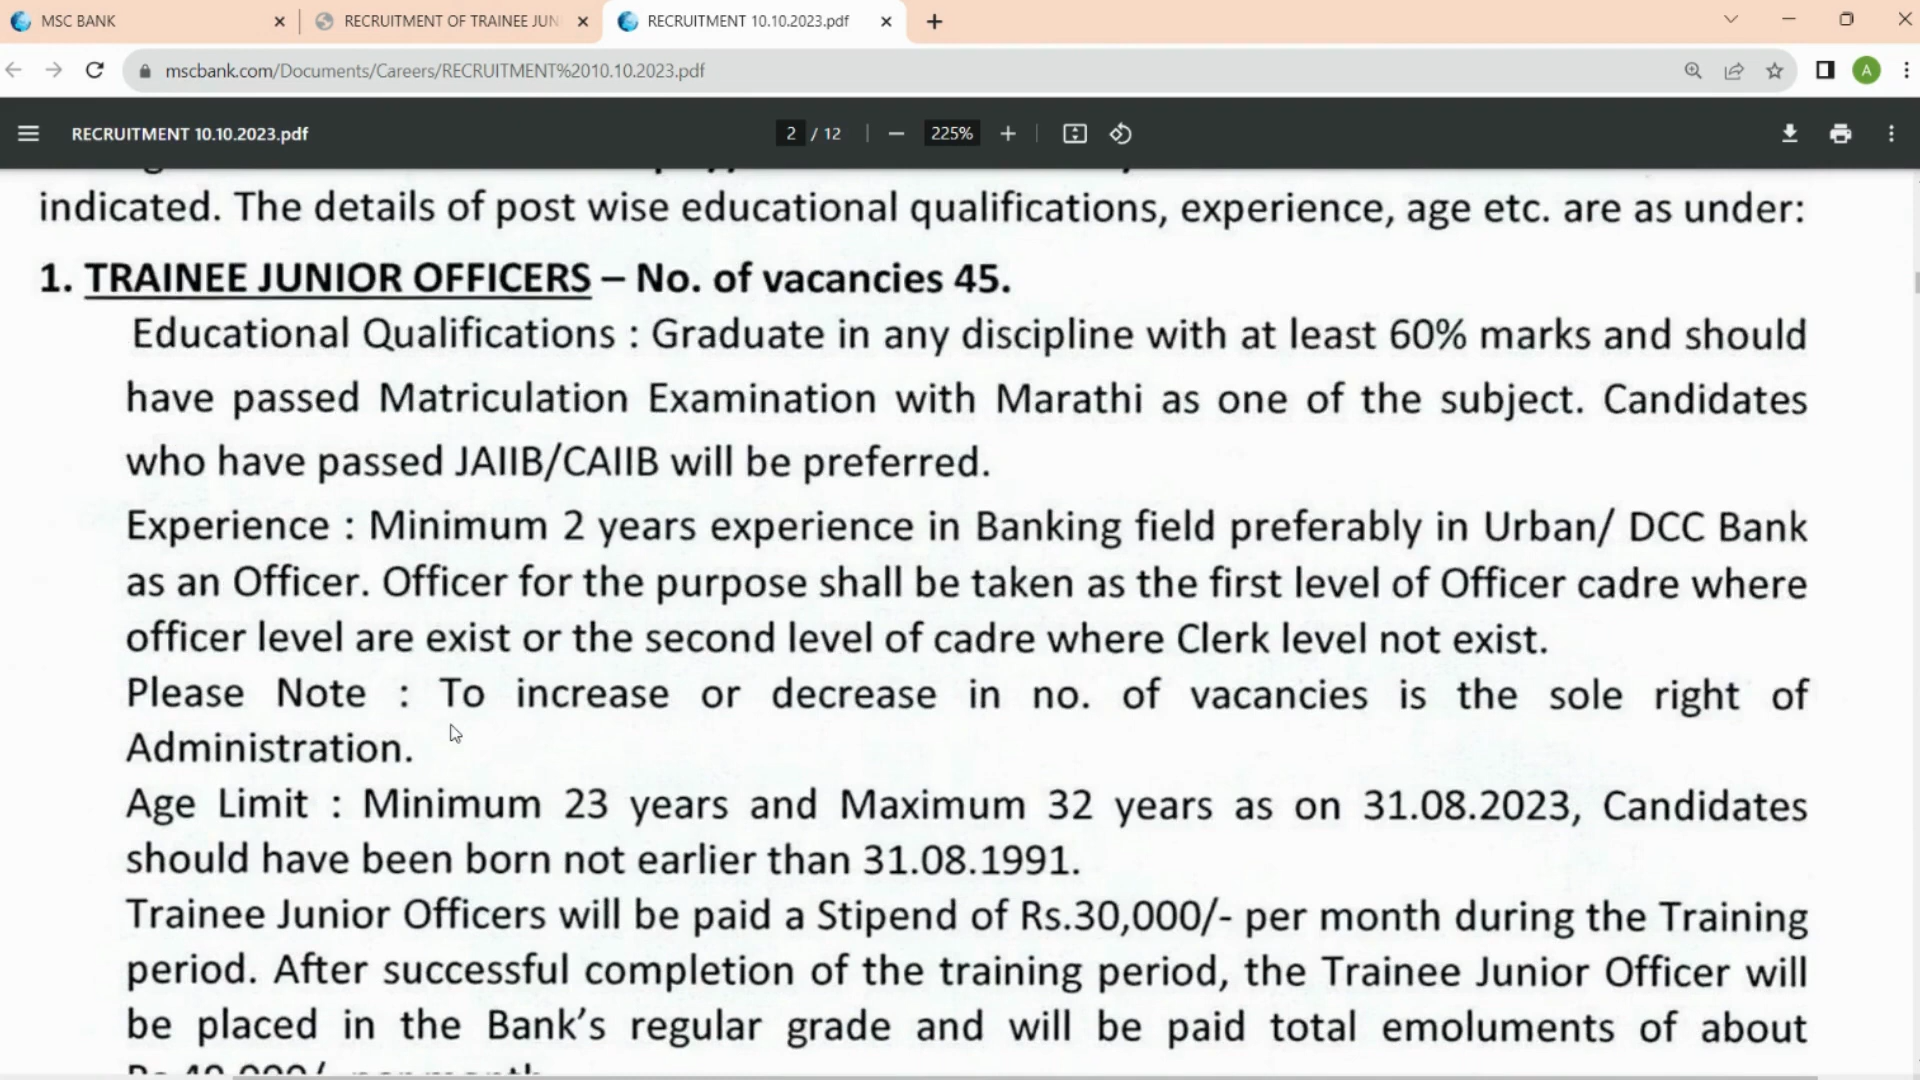 MSC BANK
RECRUITMENT OF TRAINEE JUN
RECRUITMENT 10.10.2023.pdf
mscbank.com/Documents/Careers/RECRUITMENT%2010.10.2023.pdf
A
RECRUITMENT 10.10.2023.pdf
2 / 12
225%
indicated. The details of post wise educational qualifications, experience, age etc. are as under:
1. TRAINEE JUNIOR OFFICERS – No. of vacancies 45.
Educational Qualifications : Graduate in any discipline with at least 60% marks and should
have passed Matriculation Examination with Marathi as one of the subject. Candidates
who have passed JAIIB/CAIIB will be preferred.
Experience : Minimum 2 years experience in Banking field preferably in Urban/ DCC Bank
as an Officer. Officer for the purpose shall be taken as the first level of Officer cadre where
officer level are exist or the second level of cadre where Clerk level not exist.
Please Note : To increase or decrease in no. of vacancies is the sole right of
Administration.
Age Limit : Minimum 23 years and Maximum 32 years as on 31.08.2023, Candidates
should have been born not earlier than 31.08.1991.
Trainee Junior Officers will be paid a Stipend of Rs.30,000/- per month during the Training
period. After successful completion of the training period, the Trainee Junior Officer will
be placed in the Bank's regular grade and will be paid total emoluments of about
per month